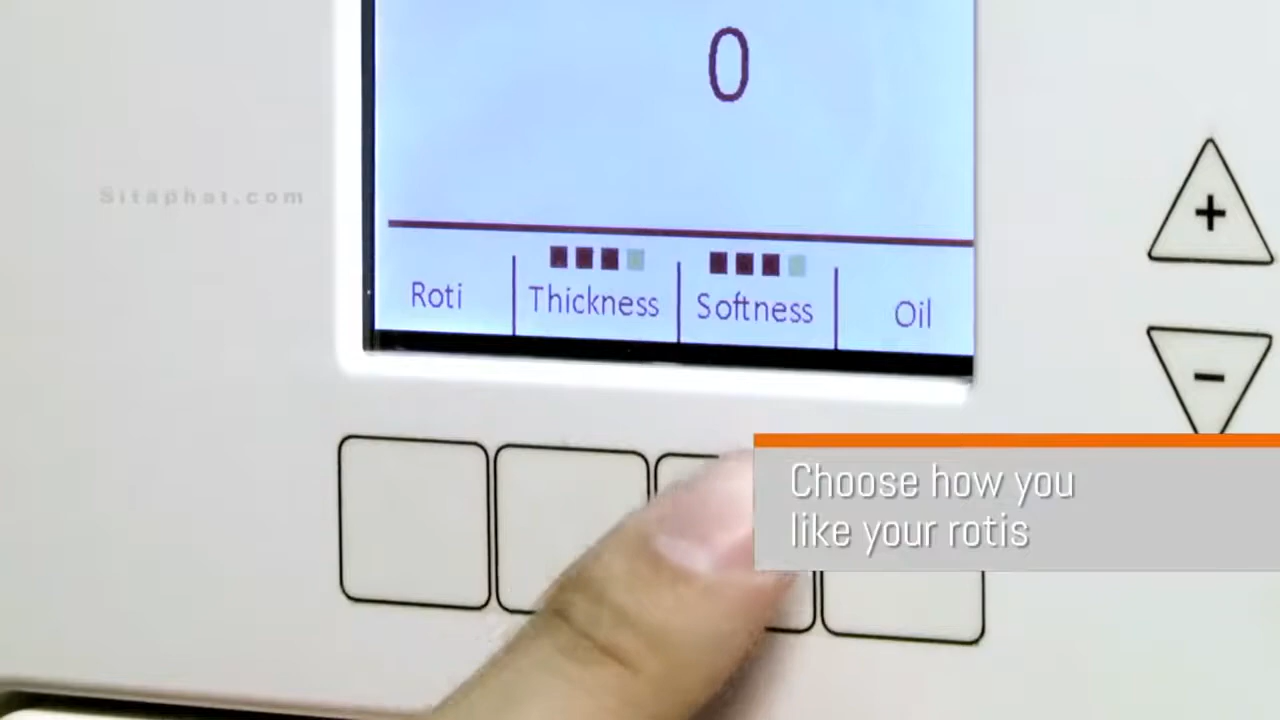 0
Sitaphal.com
Roti
Thickness
Softness
Oil
+
-
Choose how you
like your rotis